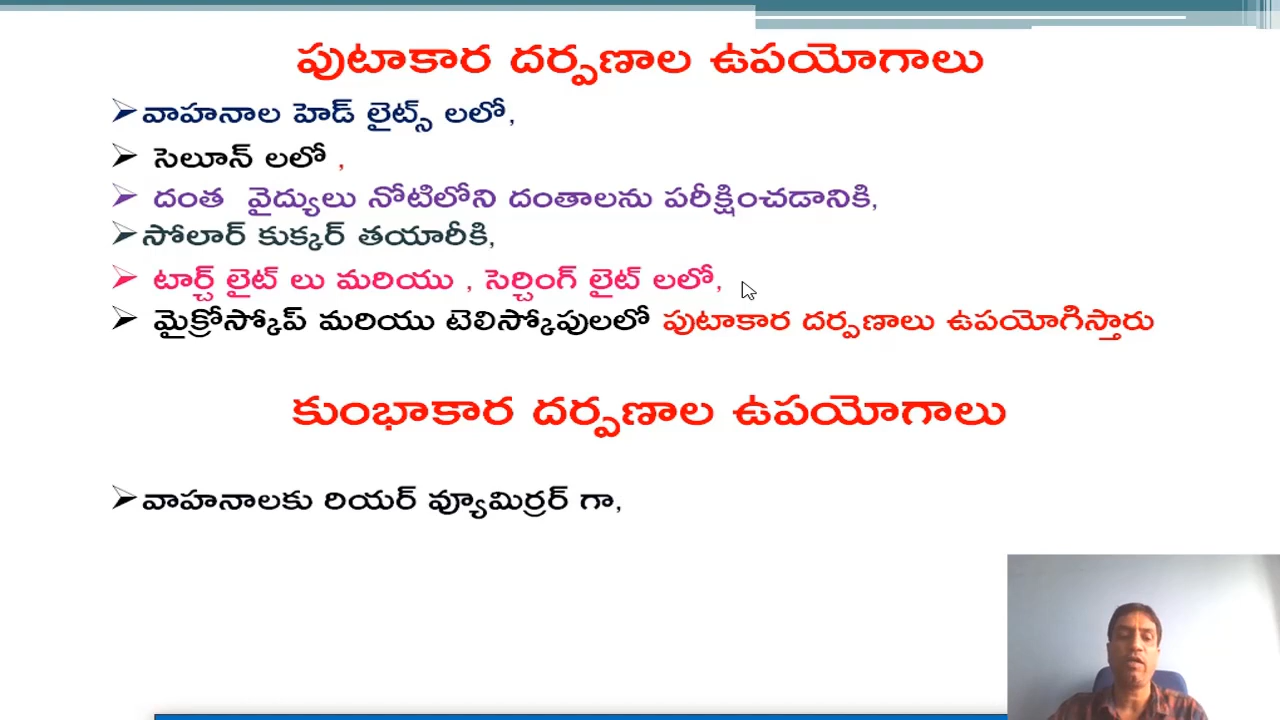 పుటాకార దర్పణాల ఉపయోగాలు
వాహనాల హెడ్ లైట్స్ లలో,
సెలూన్ లలో ,
దంత వైద్యులు నోటిలోని దంతాలను పరీక్షించడానికి,
సోలార్ కుక్కర్ తయారీకి,
టార్చ్ లైట్ లు మరియు , సెర్చింగ్ లైట్ లలో,
మైక్రోస్కోప్ మరియు టెలిస్కోపులలో పుటాకార దర్పణాలు ఉపయోగిస్తారు
కుంభాకార దర్పణాల ఉపయోగాలు
వాహనాలకు రియర్ వ్యూమిర్రర్ గా,